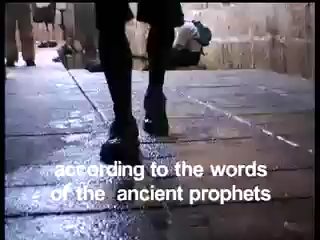 according to the words
of the ancient prophets